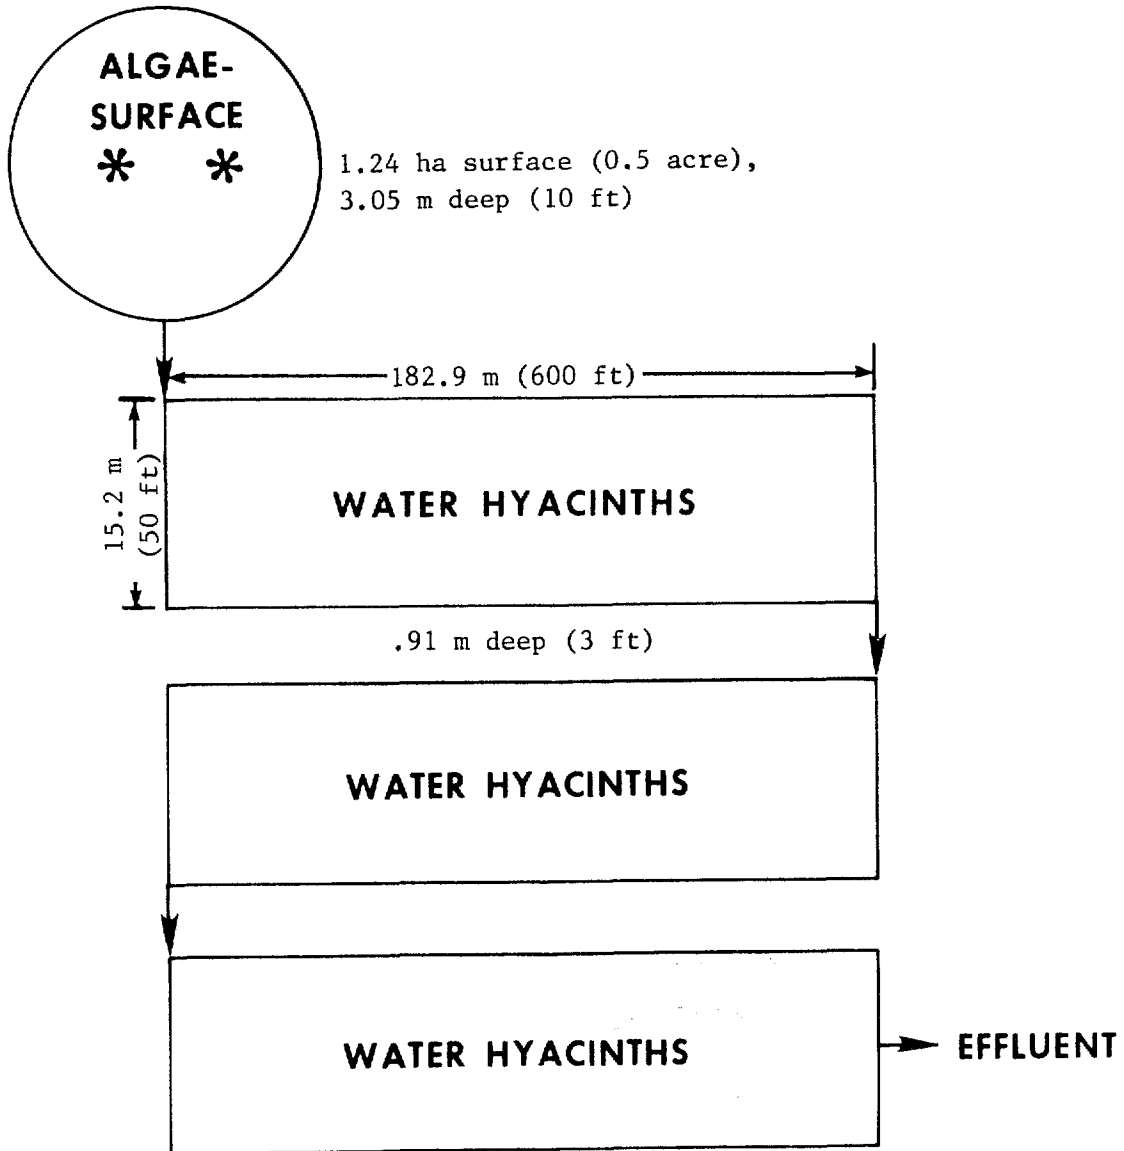 ALGAE-
SURFACE
* *
1.24 ha surface (0.5 acre),
3.05 m deep (10 ft)
182.9 m (600 ft)
15.2 m
(50 ft)
WATER HYACINTHS
.91 m deep (3 ft)
WATER HYACINTHS
WATER HYACINTHS
EFFLUENT